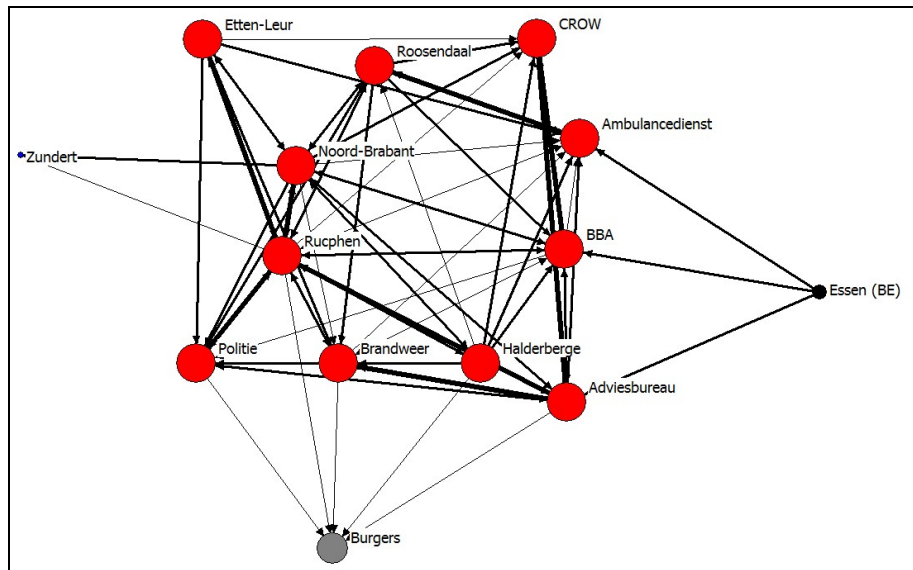 Etten-Leur
CROW
Roosendaal
Ambulancedienst
Zundert
Noord-Brabant
BBA
Rucphen
Essen (BE)
Politie
Brandweer
Halderberge
Adviesbureau
Burgers